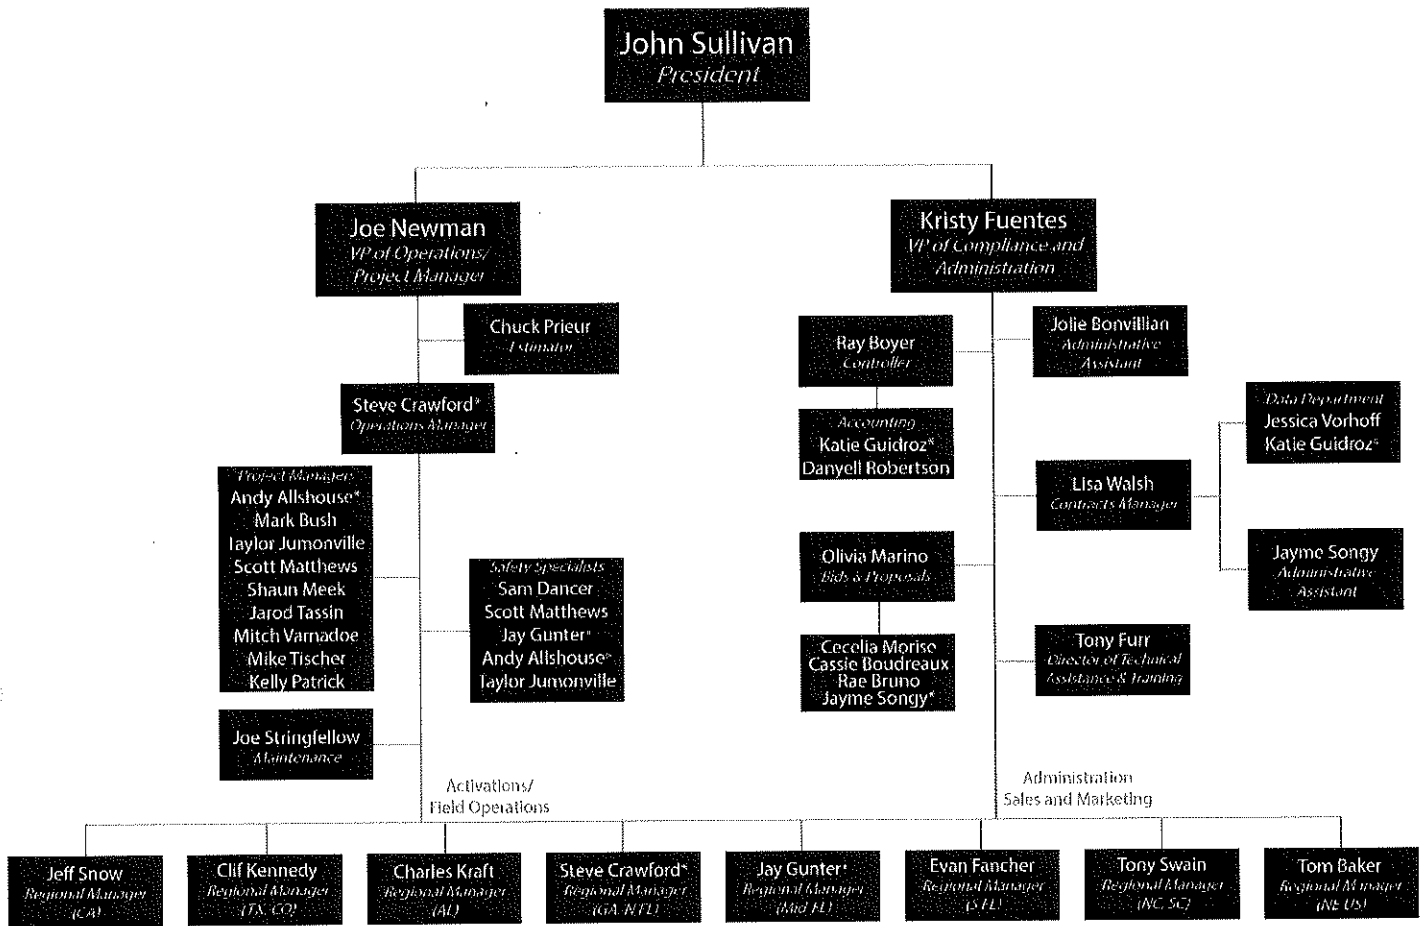 John Sullivan
President
Joe Newman
VP of Operations/
Project Manager
Kristy Fuentes
VP of Compliance and
Administration
Chuck Prieur
Estimator
Steve Crawford*
Operations Manager
Project Managers
Andy Allshouse*
Mark Bush
Taylor Jumonville
Scott Matthews
Shaun Meek
Jarod Tassin
Mitch Varnadoe
Mike Tischer
Kelly Patrick
Safety Specialists
Sam Dancer
Scott Matthews
Jay Gunter*
Andy Allshouse*
Taylor Jumonville
Joe Stringfellow
Maintenance
Activations/
Field Operations
Ray Boyer
Controller
Accounting
Katie Guidroz*
Danyell Robertson
Jolie Bonvillian
Administrative
Assistant
Lisa Walsh
Contracts Manager
Data Department
Jessica Vorhoff
Katie Guidroz*
Jayme Songy
Administrative
Assistant
Olivia Marino
Bids & Proposals
Cecelia Moriso
Cassie Boudreaux
Rae Bruno
Jayme Songy*
Tony Furr
Director of Technical
Assistance & Training
Administration
Sales and Marketing
Jeff Snow
Regional Manager
(CA)
Clif Kennedy
Regional Manager
(TX, CO)
Charles Kraft
Regional Manager
(AL)
Steve Crawford*
Regional Manager
(GA, N FL)
Jay Gunter*
Regional Manager
(Mid FL)
Evan Fancher
Regional Manager
(S FL)
Tony Swain
Regional Manager
(NC, SC)
Tom Baker
Regional Manager
(NE US)